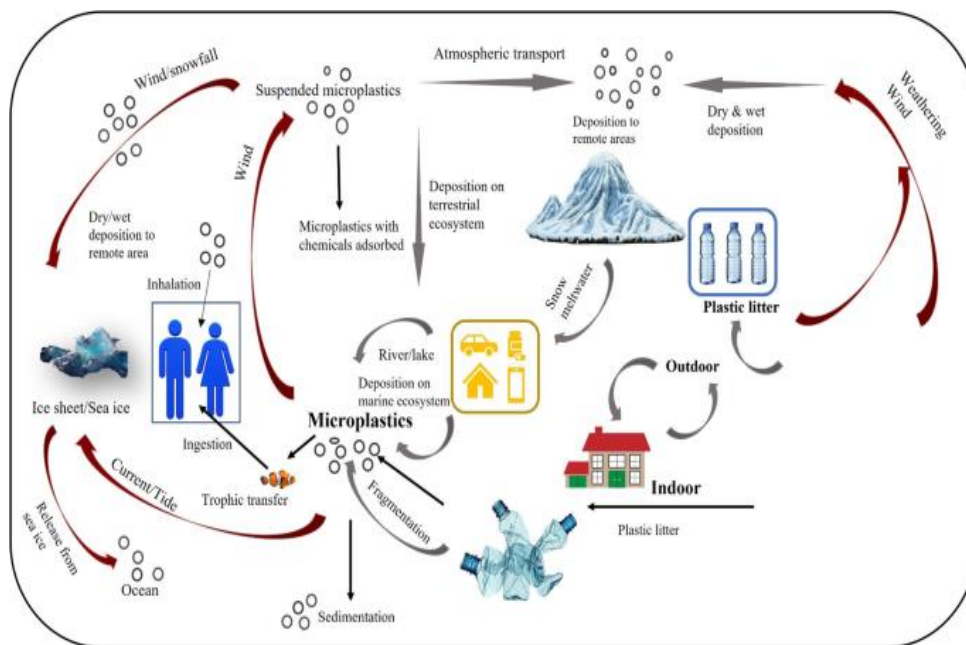 Wind/snowfall
Suspended microplastics
Atmospheric transport
Deposition to
remote areas
Dry & wet
deposition
Weathering
Wind
Wind
Microplastics with
chemicals adsorbed
Deposition on
terrestrial
ecosystem
Dry/wet
deposition to
remote area
Inhalation
Snow
meltwater
Plastic litter
River/lake
Deposition on
marine ecosystem
Outdoor
Ice sheet/Sea ice
Ingestion
Microplastics
Trophic transfer
Current/Tide
Fragmentation
Indoor
Plastic litter
Release from
sea ice
Ocean
Sedimentation